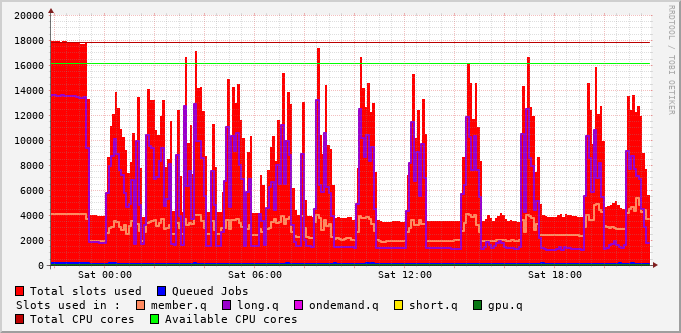 20000
18000
16000
14000
12000
10000
8000
6000
4000
2000
0
Sat 00:00 Sat 06:00 Sat 12:00 Sat 18:00
RRDTOOL / TOBI OETIKER
Total slots used Queued Jobs
Slots used in : member.q long.q ondemand.q short.q gpu.q
Total CPU cores Available CPU cores